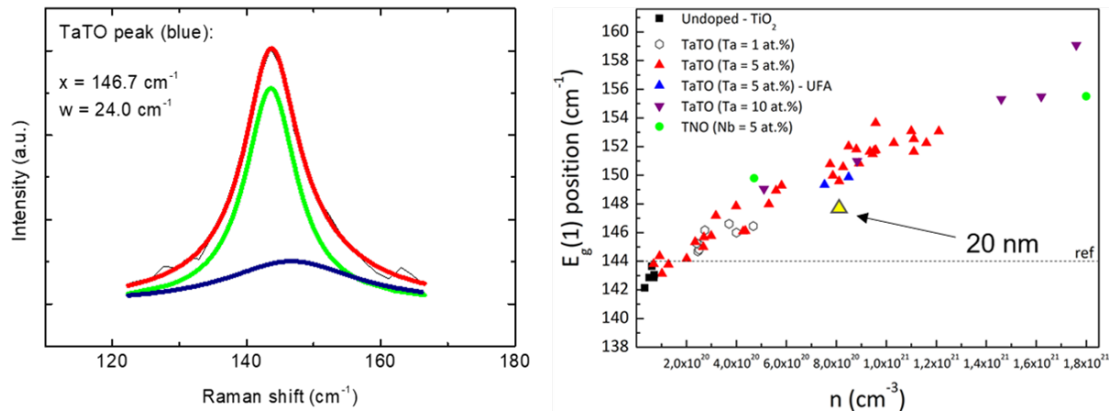 TaTO peak (blue):
x = 146.7 cm⁻¹
w = 24.0 cm⁻¹
Intensity (a.u.)
120 140 160 180
Raman shift (cm⁻¹)
160
158
156
154
152
150
148
146
144
142
140
138
E_g(1) position (cm⁻¹)
Undoped - TiO₂
TaTO (Ta = 1 at.%)
TaTO (Ta = 5 at.%)
TaTO (Ta = 5 at.%) - UFA
TaTO (Ta = 10 at.%)
TNO (Nb = 5 at.%)
20 nm
ref
2,0x10²⁰ 4,0x10²⁰ 6,0x10²⁰ 8,0x10²⁰ 1,0x10²¹ 1,2x10²¹ 1,4x10²¹ 1,6x10²¹ 1,8x10²¹
n (cm⁻³)